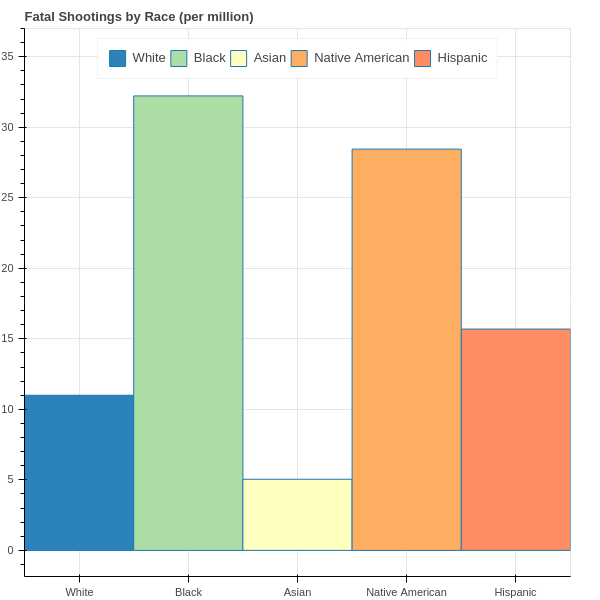 Fatal Shootings by Race (per million)
White Black Asian Native American Hispanic
35
30
25
20
15
10
5
0
White Black Asian Native American Hispanic